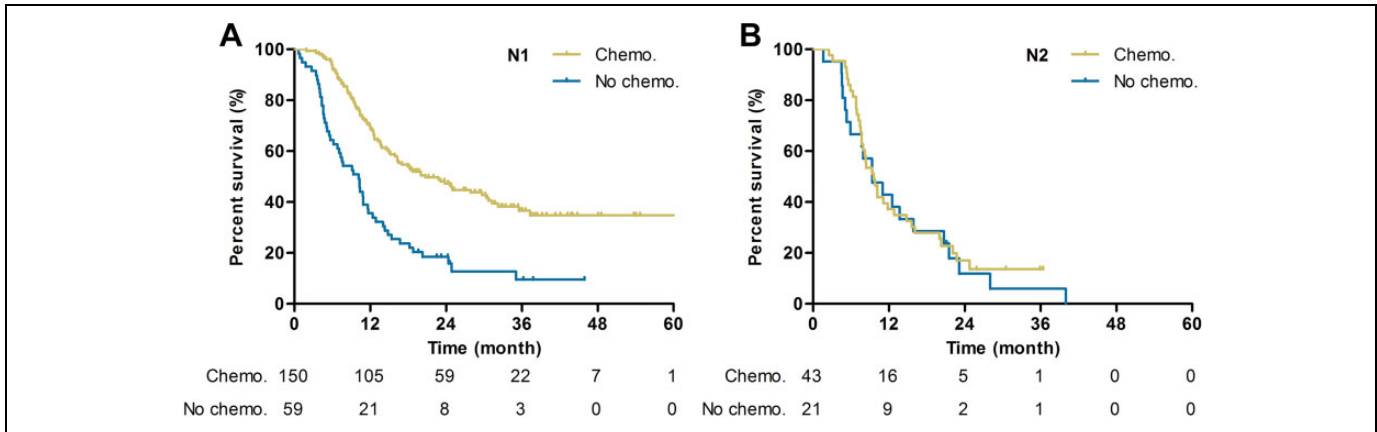 A
N1
Chemo.
No chemo.
Percent survival (%)
100
80
60
40
20
0
0 12 24 36 48 60
Time (month)
Chemo. 150 105 59 22 7 1
No chemo. 59 21 8 3 0 0
B
N2
Chemo.
No chemo.
Percent survival (%)
100
80
60
40
20
0
0 12 24 36 48 60
Time (month)
Chemo. 43 16 5 1 0 0
No chemo. 21 9 2 1 0 0